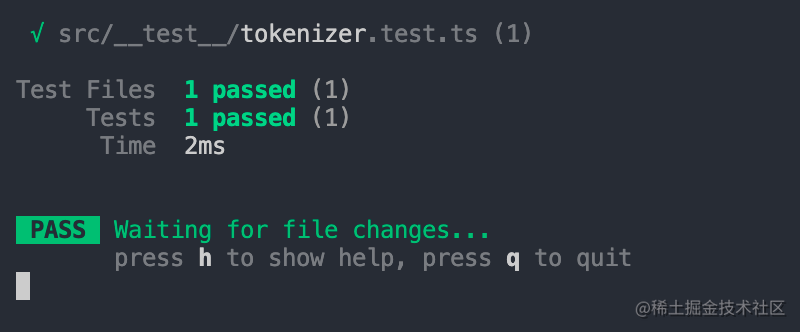 √ src/__test__/tokenizer.test.ts (1)
Test Files 1 passed (1)
Tests 1 passed (1)
Time 2ms
PASS Waiting for file changes...
press h to show help, press q to quit
@稀土掘金技术社区